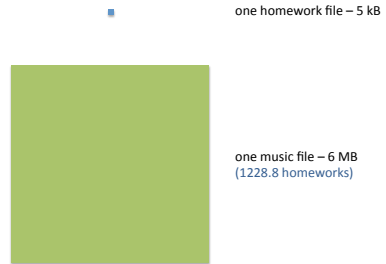 one homework file – 5 kB
one music file – 6 MB
(1228.8 homeworks)